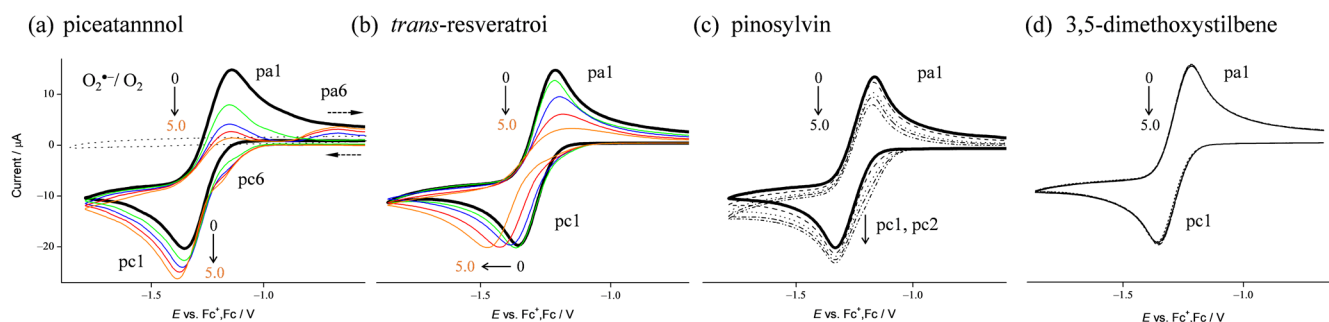 (a) piceatannnol
(b) trans-resveratroi
(c) pinosylvin
(d) 3,5-dimethoxystilbene
O₂•⁻/ O₂
0
5.0
pa1
pa6
pc6
0
5.0
pc1
10
0
−10
−20
Current / μA
−1.5
−1.0
E vs. Fc⁺,Fc / V
0
5.0
pa1
pc1
5.0
0
−1.5
−1.0
E vs. Fc⁺,Fc / V
0
5.0
pa1
pc1, pc2
−1.5
−1.0
E vs. Fc⁺,Fc / V
0
5.0
pa1
pc1
−1.5
−1.0
E vs. Fc⁺,Fc / V